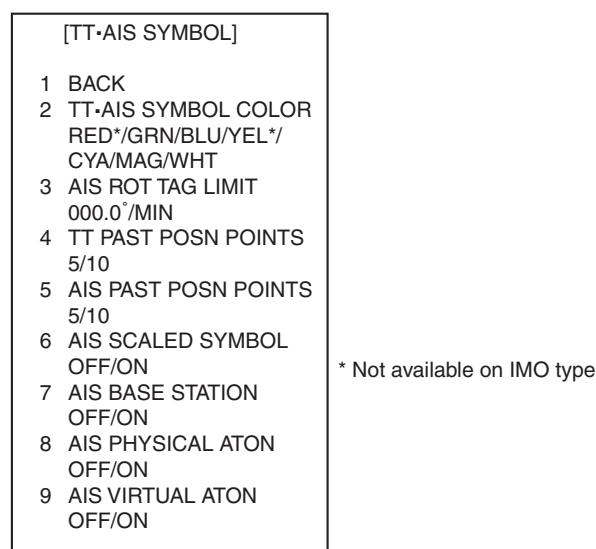 [TT▪AIS SYMBOL]
1 BACK
2 TT▪AIS SYMBOL COLOR
RED*/GRN/BLU/YEL*/
CYA/MAG/WHT
3 AIS ROT TAG LIMIT
000.0°/MIN
4 TT PAST POSN POINTS
5/10
5 AIS PAST POSN POINTS
5/10
6 AIS SCALED SYMBOL
OFF/ON
7 AIS BASE STATION
OFF/ON
8 AIS PHYSICAL ATON
OFF/ON
9 AIS VIRTUAL ATON
OFF/ON
* Not available on IMO type